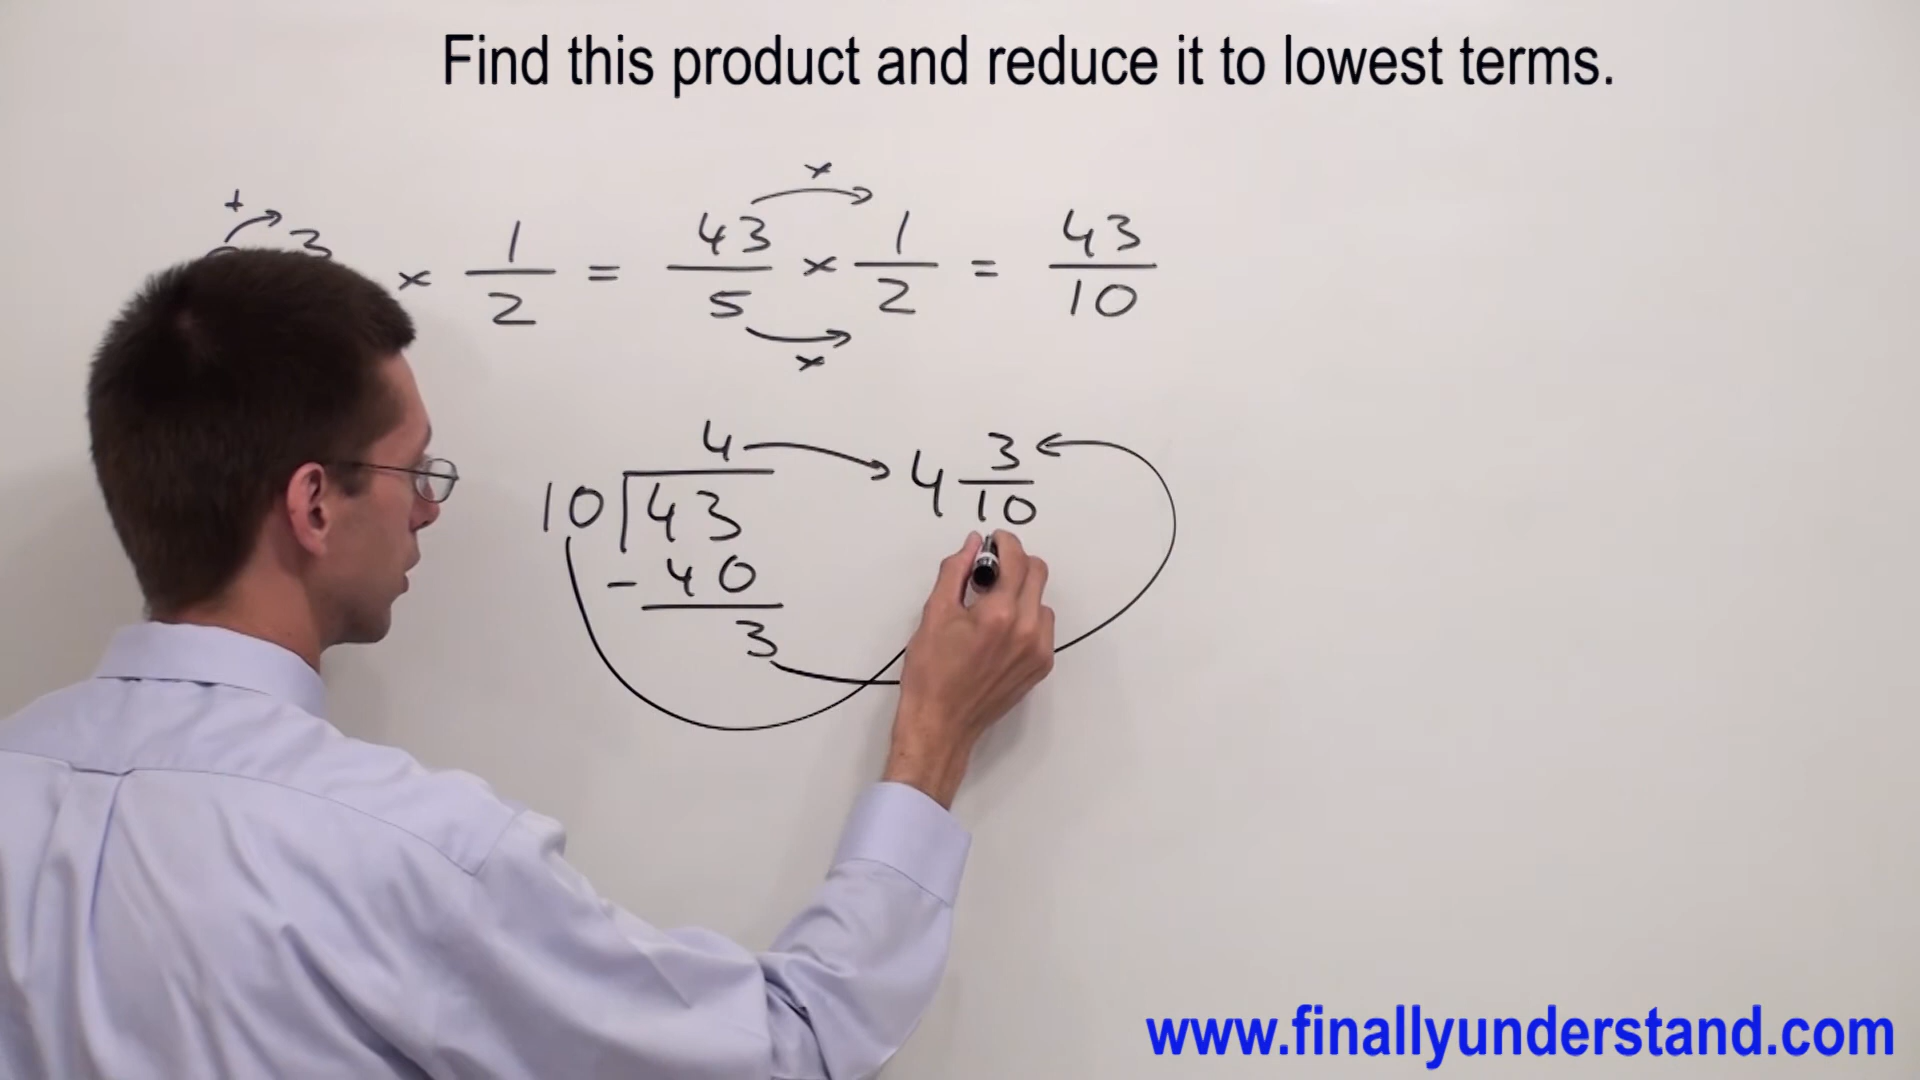 Find this product and reduce it to lowest terms.
+ 3 × 1/2 = 43/5 × 1/2 = 43/10
×
×
4
10 43
- 40
3
4 3/10
www.finallyunderstand.com